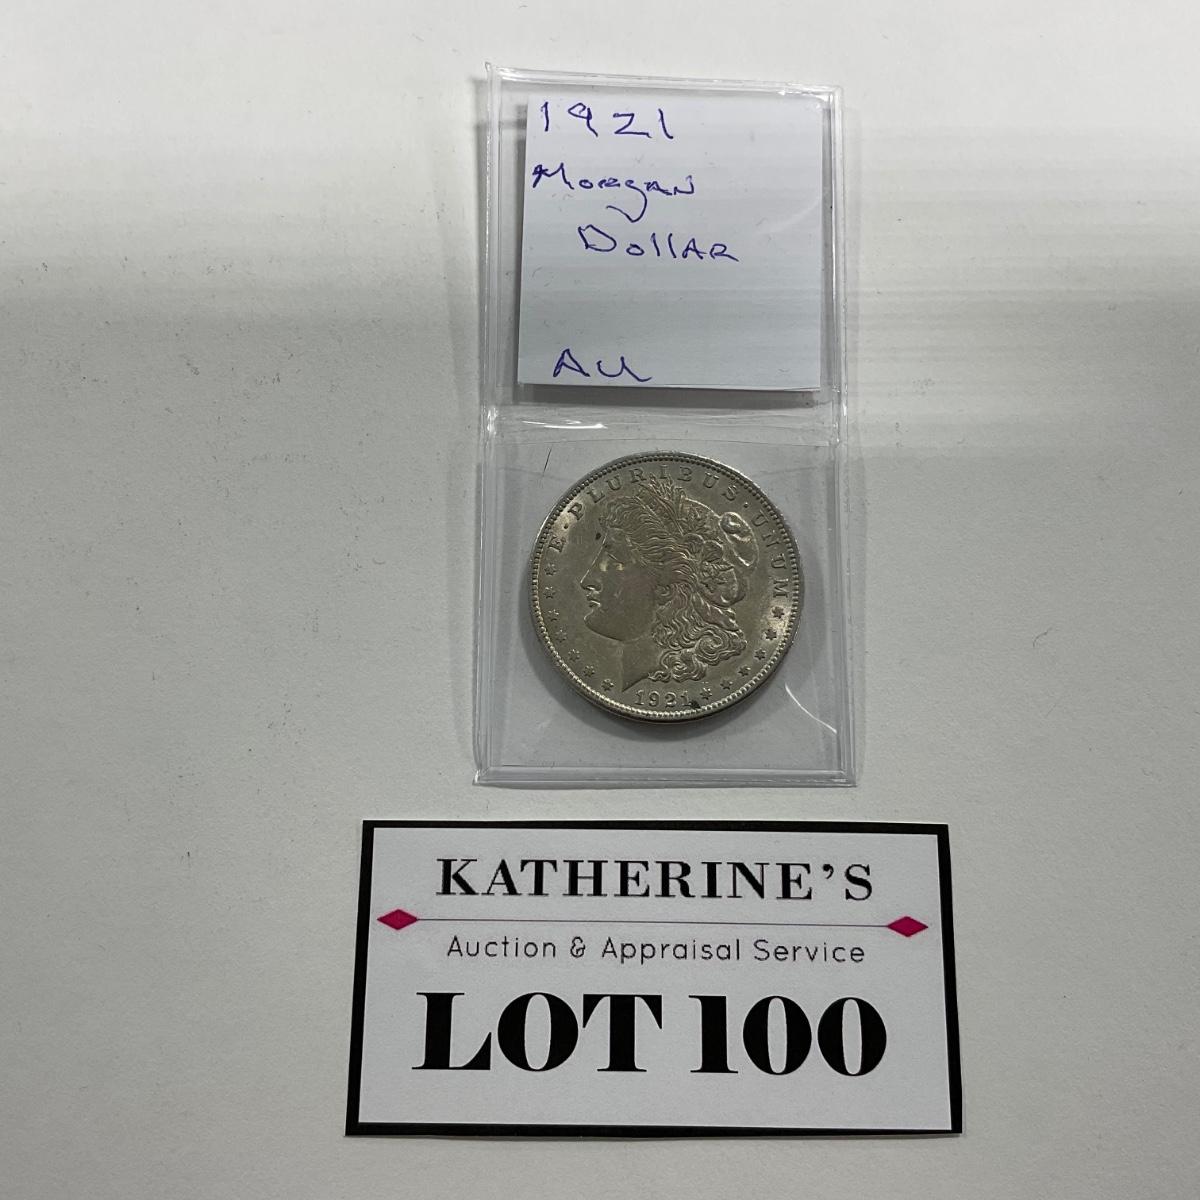 1921
Morgan
Dollar
AU
E · PLURIBUS · UNUM
1921
KATHERINE'S
Auction & Appraisal Service
LOT 100